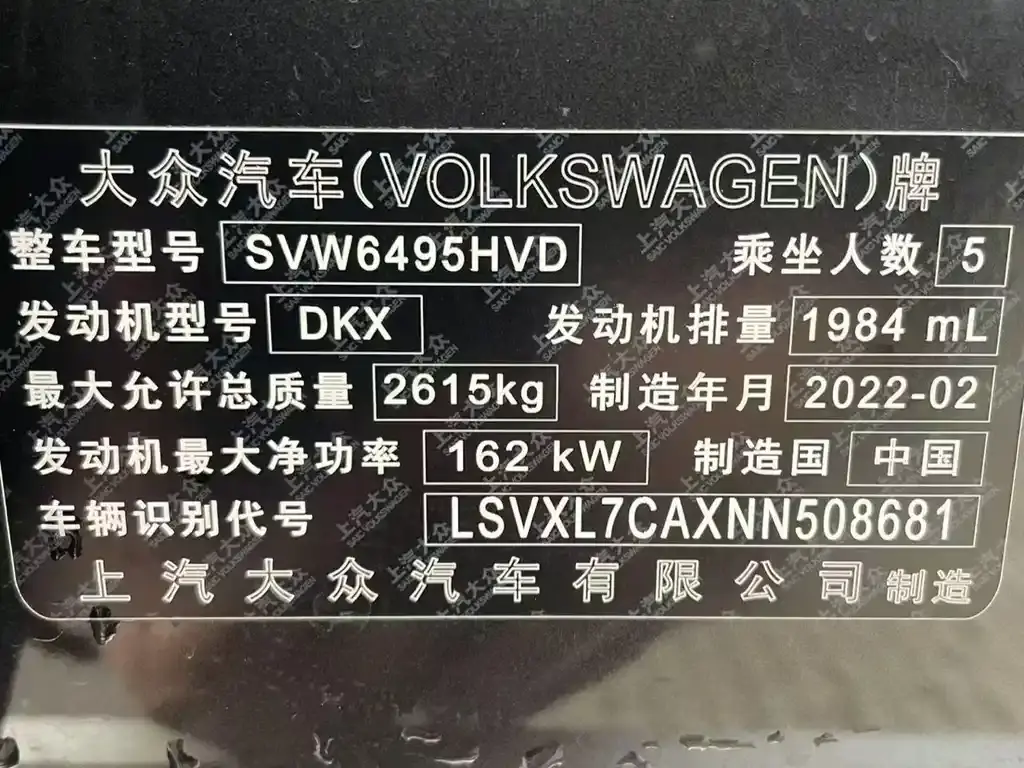 大众汽车(VOLKSWAGEN)牌
整车型号 SVW6495HVD 乘坐人数 5
发动机型号 DKX 发动机排量 1984 mL
最大允许总质量 2615kg 制造年月 2022-02
发动机最大净功率 162 kW 制造国 中国
车辆识别代号 LSVXL7CAXNN508681
上汽大众汽车有限公司 制造